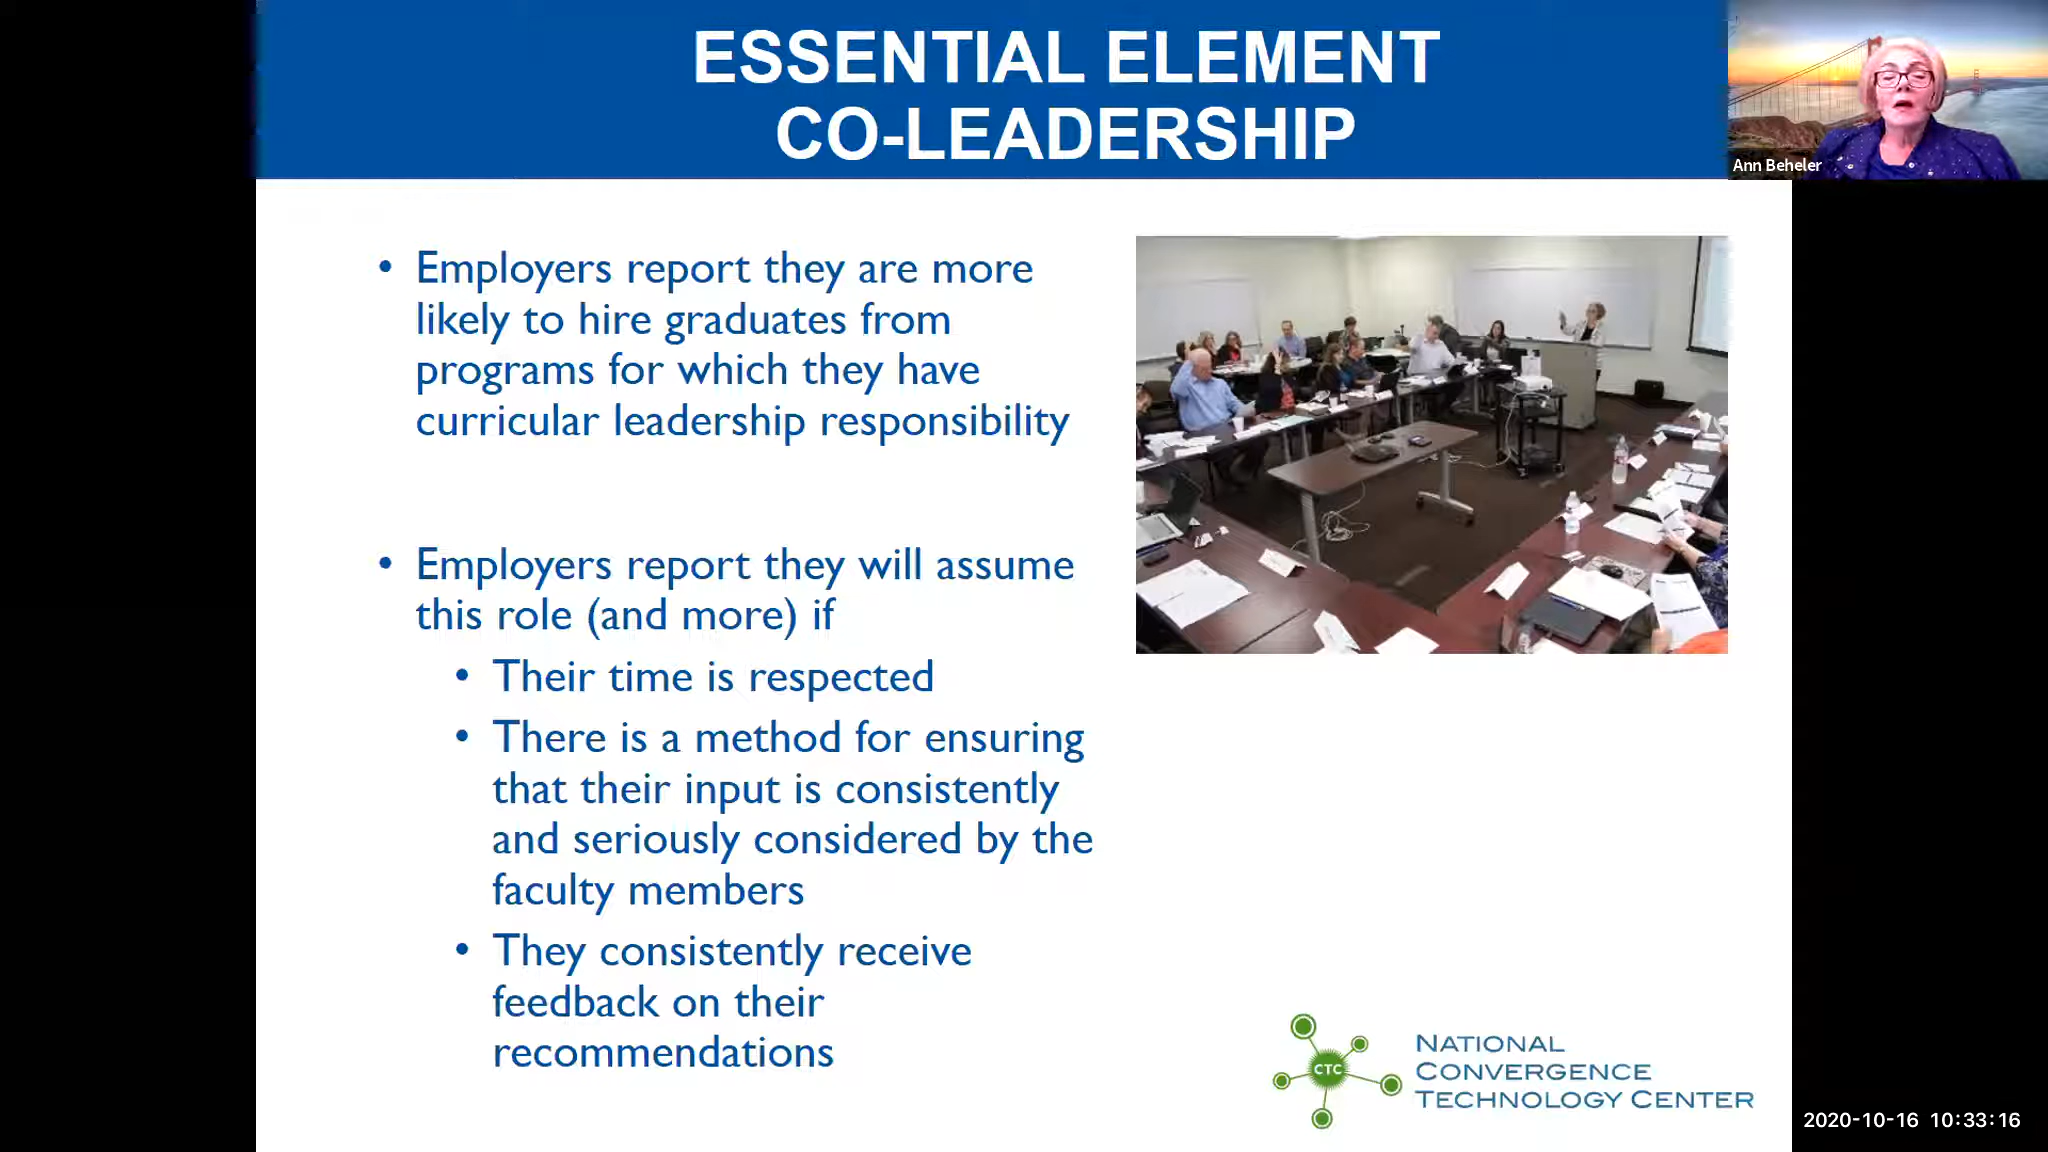 ESSENTIAL ELEMENT
CO-LEADERSHIP
Ann Beheler
• Employers report they are more
likely to hire graduates from
programs for which they have
curricular leadership responsibility
• Employers report they will assume
this role (and more) if
• Their time is respected
• There is a method for ensuring
that their input is consistently
and seriously considered by the
faculty members
• They consistently receive
feedback on their
recommendations
CTC
NATIONAL
CONVERGENCE
TECHNOLOGY CENTER
2020-10-16 10:33:16